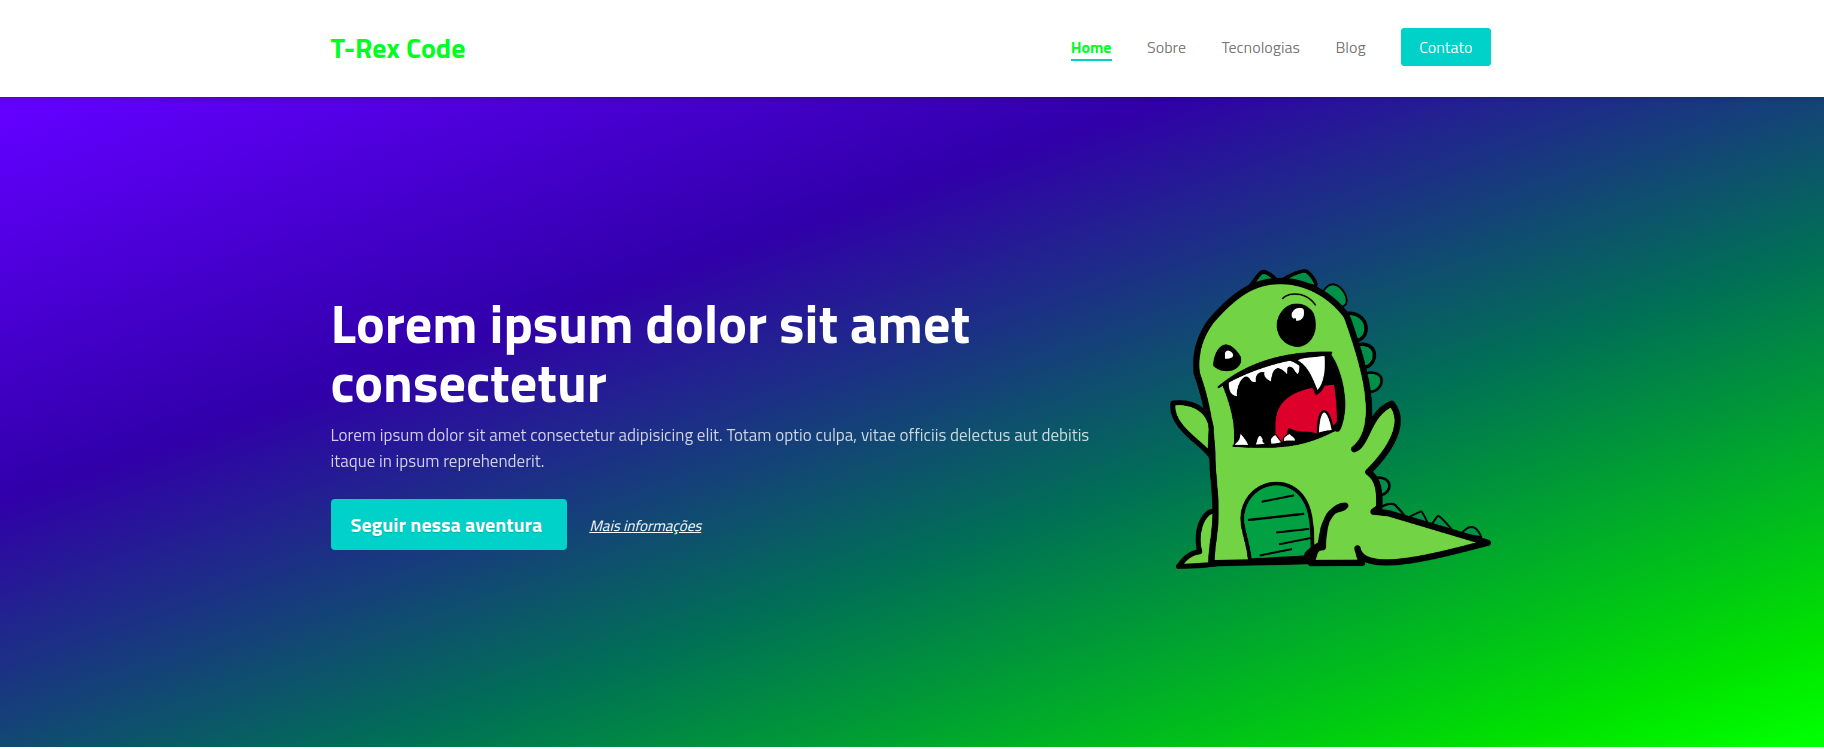 T-Rex Code
Home Sobre Tecnologias Blog Contato
Lorem ipsum dolor sit amet
consectetur
Lorem ipsum dolor sit amet consectetur adipisicing elit. Totam optio culpa, vitae officiis delectus aut debitis
itaque in ipsum reprehenderit.
Seguir nessa aventura Mais informações